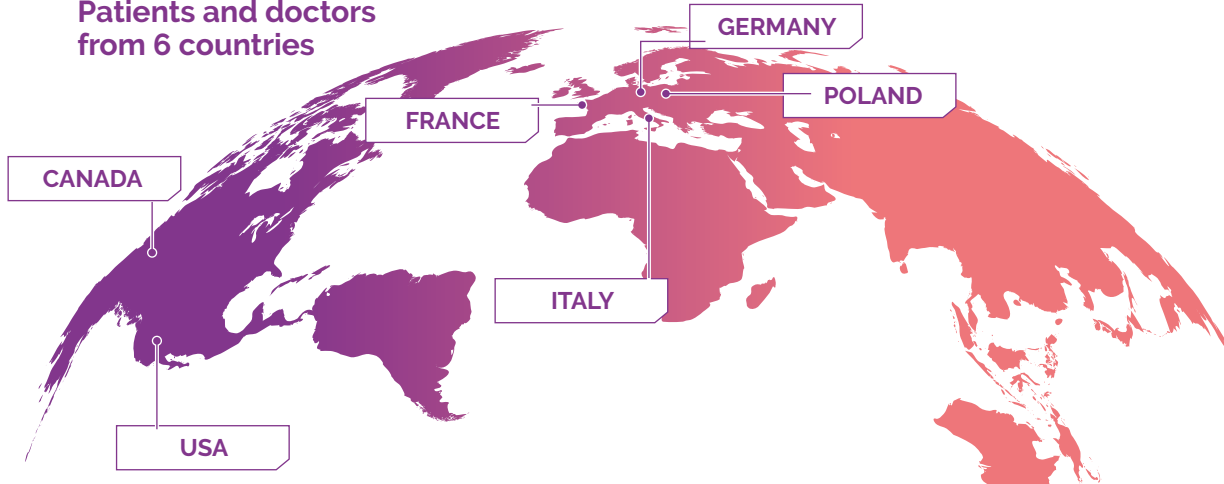 Patients and doctors
from 6 countries
GERMANY
POLAND
FRANCE
CANADA
ITALY
USA